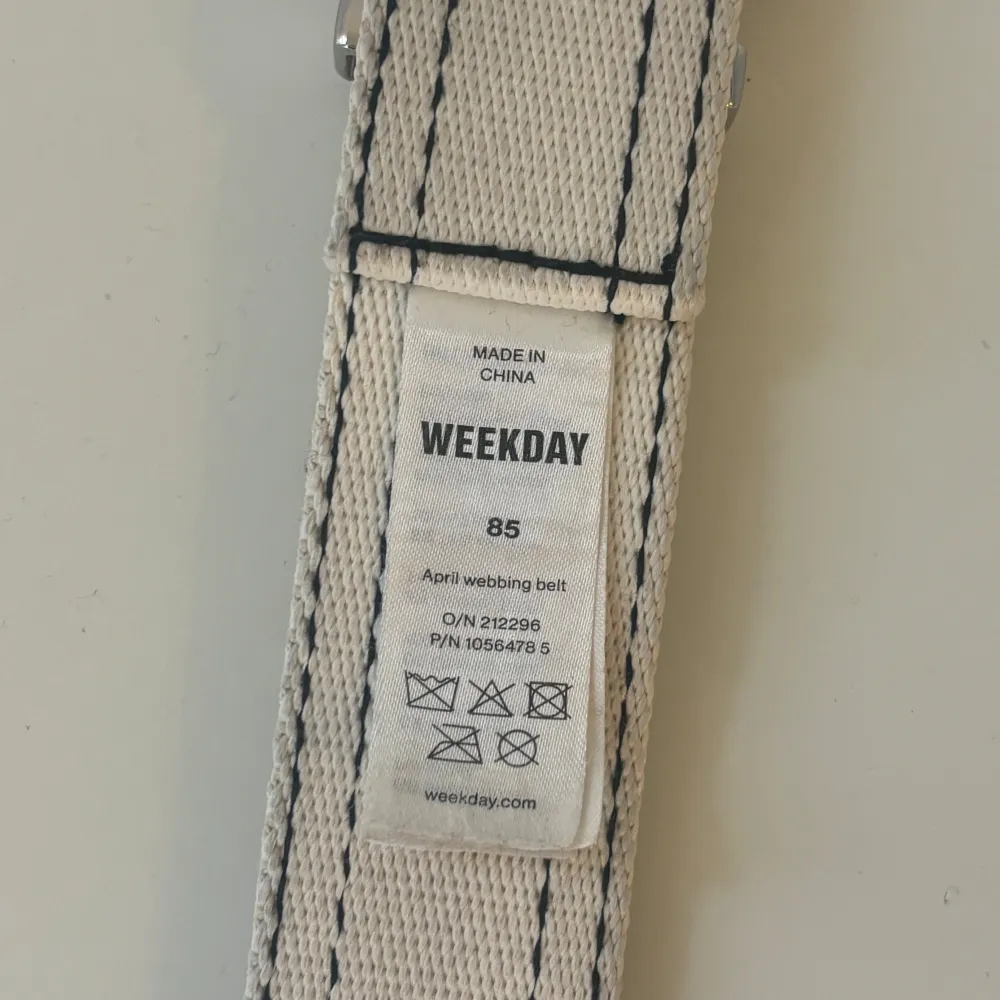 MADE IN
CHINA
WEEKDAY
85
April webbing belt
O/N 212296
P/N 1056478 5
weekday.com